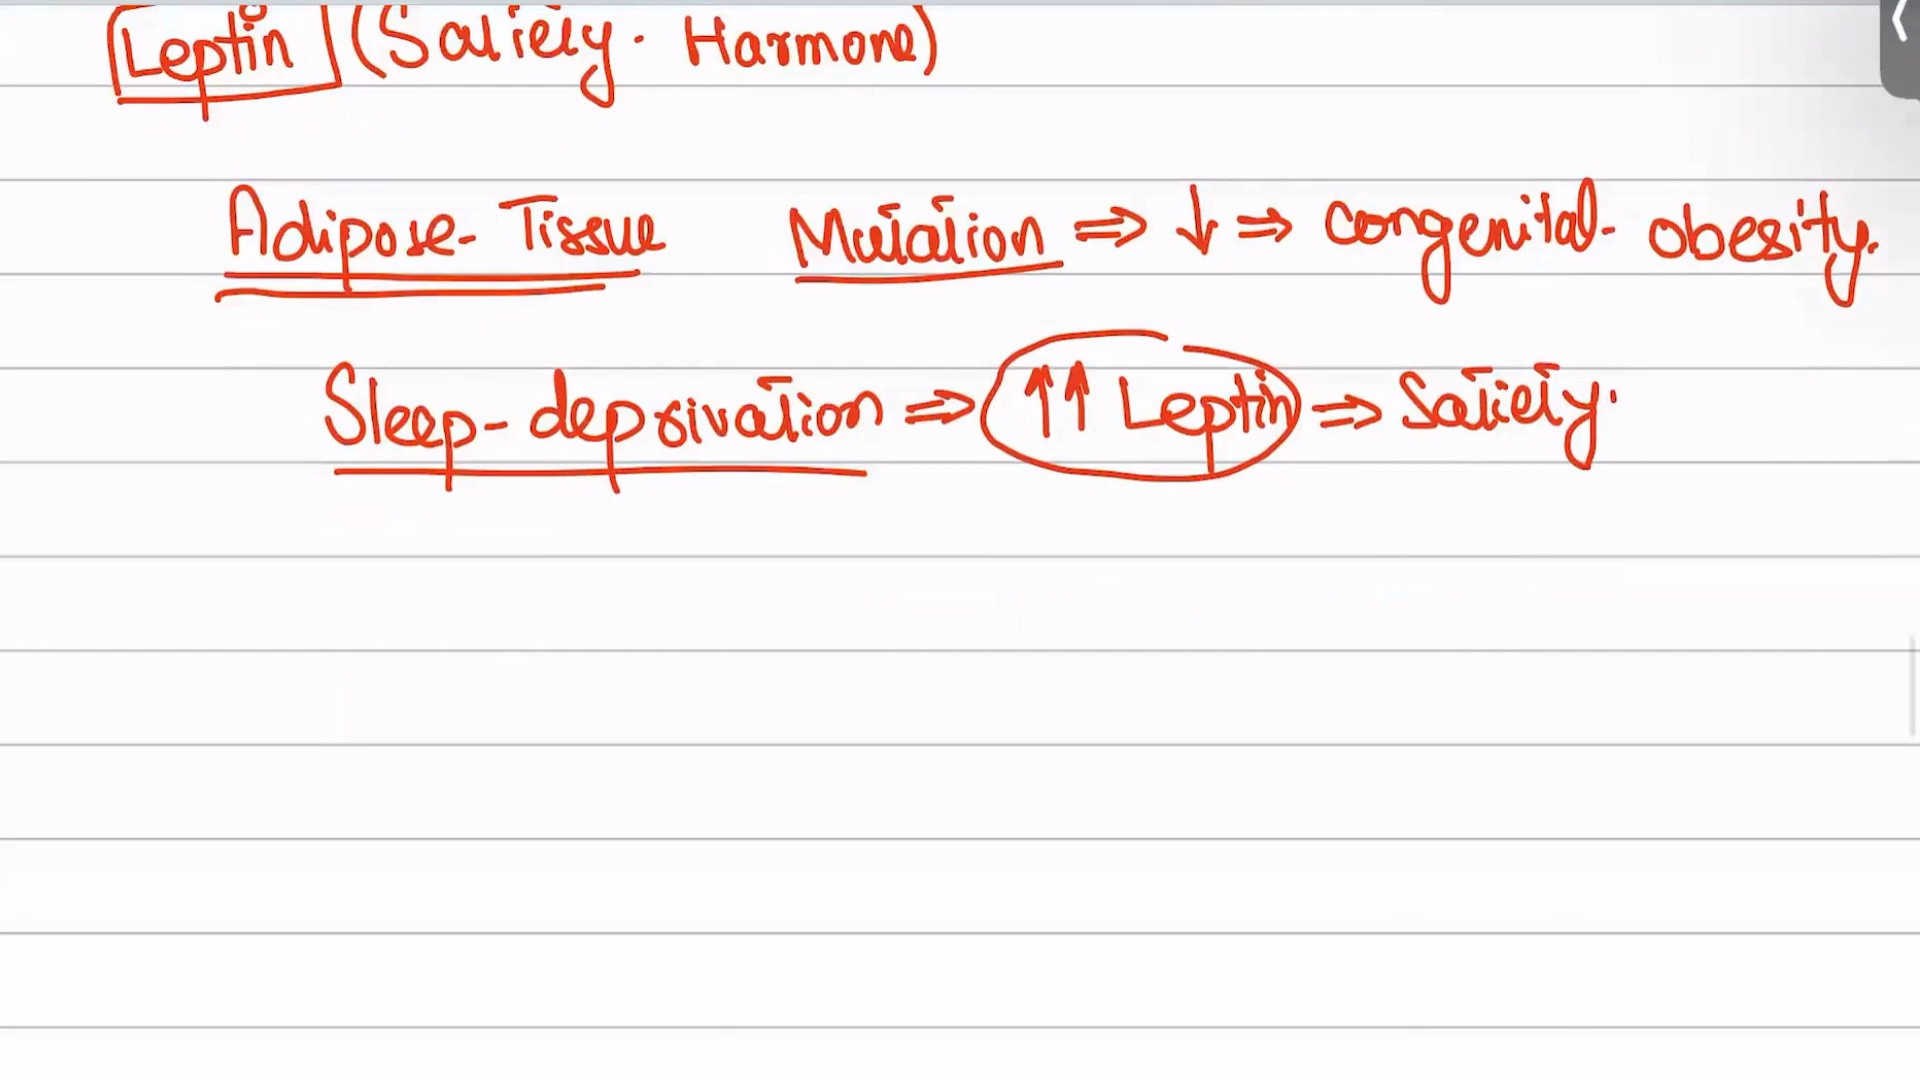 Leptin (Satiety. Harmone)
Adipose-Tissue Mutation ⇒ ↓ ⇒ congenital-obesity.
Sleep-deprivation ⇒ ↑↑ Leptin ⇒ Satiety.